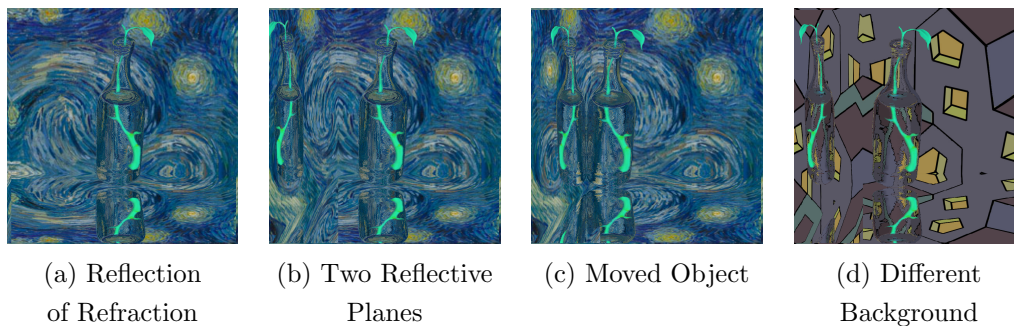 (a) Reflection
of Refraction
(b) Two Reflective
Planes
(c) Moved Object
(d) Different
Background